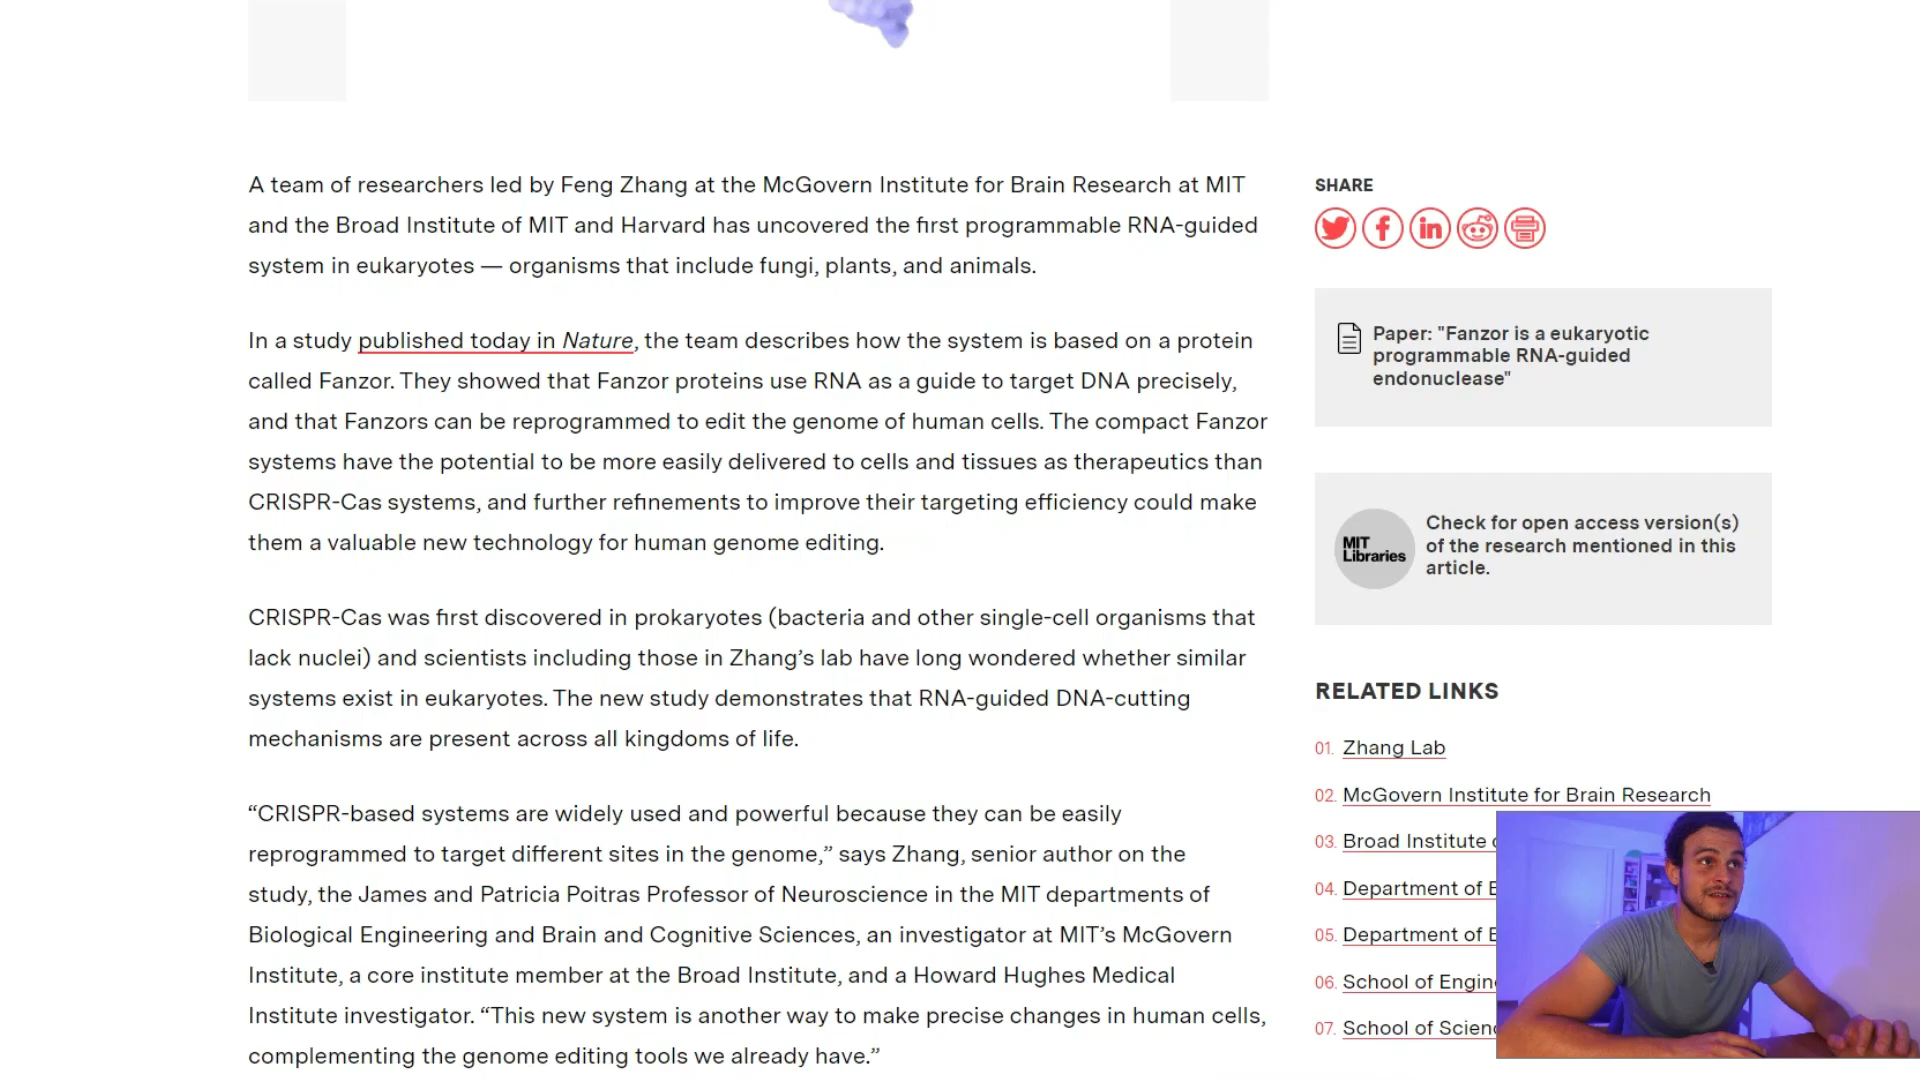 A team of researchers led by Feng Zhang at the McGovern Institute for Brain Research at MIT
and the Broad Institute of MIT and Harvard has uncovered the first programmable RNA-guided
system in eukaryotes — organisms that include fungi, plants, and animals.
In a study published today in Nature, the team describes how the system is based on a protein
called Fanzor. They showed that Fanzor proteins use RNA as a guide to target DNA precisely,
and that Fanzors can be reprogrammed to edit the genome of human cells. The compact Fanzor
systems have the potential to be more easily delivered to cells and tissues as therapeutics than
CRISPR-Cas systems, and further refinements to improve their targeting efficiency could make
them a valuable new technology for human genome editing.
CRISPR-Cas was first discovered in prokaryotes (bacteria and other single-cell organisms that
lack nuclei) and scientists including those in Zhang’s lab have long wondered whether similar
systems exist in eukaryotes. The new study demonstrates that RNA-guided DNA-cutting
mechanisms are present across all kingdoms of life.
“CRISPR-based systems are widely used and powerful because they can be easily
reprogrammed to target different sites in the genome,” says Zhang, senior author on the
study, the James and Patricia Poitras Professor of Neuroscience in the MIT departments of
Biological Engineering and Brain and Cognitive Sciences, an investigator at MIT’s McGovern
Institute, a core institute member at the Broad Institute, and a Howard Hughes Medical
Institute investigator. “This new system is another way to make precise changes in human cells,
complementing the genome editing tools we already have.”
SHARE
Paper: "Fanzor is a eukaryotic
programmable RNA-guided
endonuclease"
MIT
Libraries
Check for open access version(s)
of the research mentioned in this
article.
RELATED LINKS
01. Zhang Lab
02. McGovern Institute for Brain Research
03. Broad Institute
04. Department of
05. Department of
06. School of
07. School of